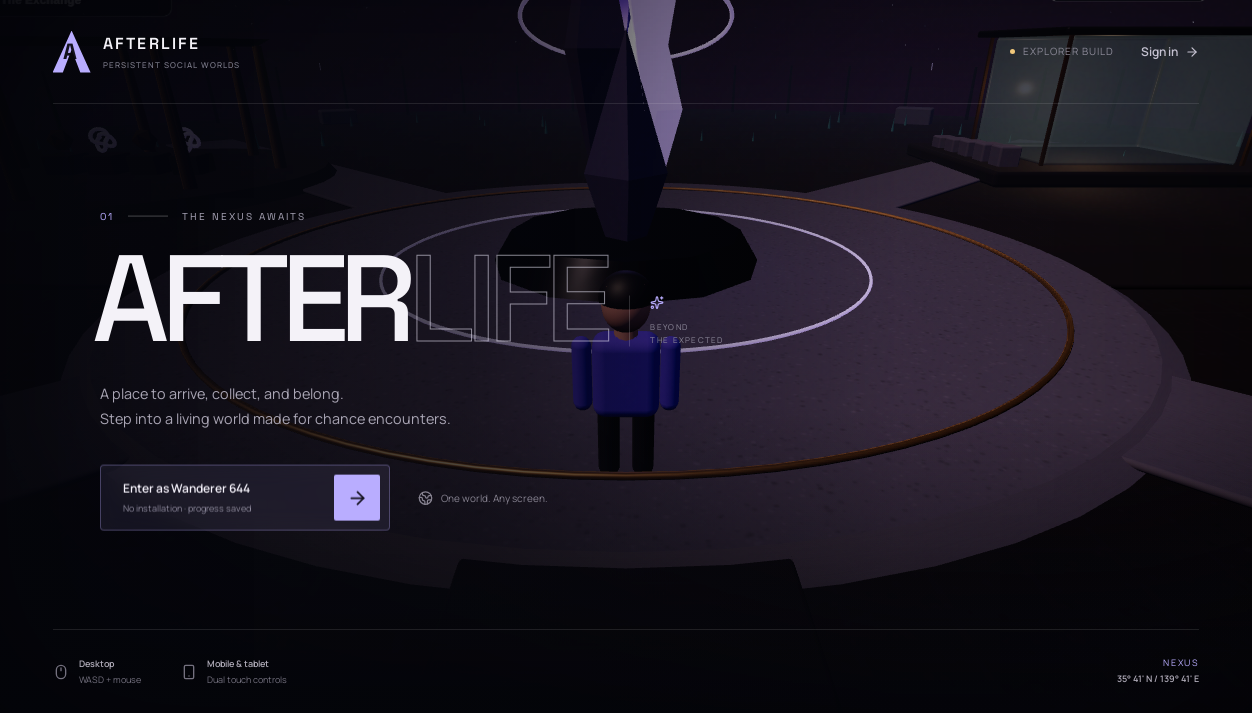 The Exchange
AFTERLIFE
PERSISTENT SOCIAL WORLDS
EXPLORER BUILD
Sign in
01
THE NEXUS AWAITS
AFTERLIFE
BEYOND
THE EXPECTED
A place to arrive, collect, and belong.
Step into a living world made for chance encounters.
Enter as Wanderer 644
No installation · progress saved
One world. Any screen.
Desktop
WASD + mouse
Mobile & tablet
Dual touch controls
NEXUS
35° 41' N / 139° 41' E